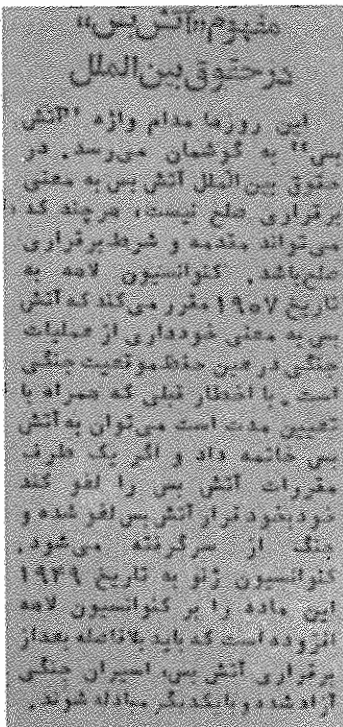 مفهوم «آتش بس»
در حقوق بین الملل
این روزها مدام واژه "آتش
بس" به گوشمان می‌رسد. در
حقوق بین الملل آتش بس به معنی
برقراری صلح نیست، هرچند که
می‌تواند مقدمه و شرط برقراری
صلح باشد. کنوانسیون لاهه به
تاریخ ۱۹۰۷ مقرر می‌کند که آتش
بس به معنی خودداری از عملیات
جنگی در عین حفظ موقعیت جنگی
است. با اخطار قبلی که همراه با
تعیین مدت است می‌توان به آتش
بس خاتمه داد و اگر یک طرف
مقررات آتش بس را لغو کند
خودبخود قرار آتش بس لغو شده و
جنگ از سرگرفته می‌شود.
کنوانسیون ژنو به تاریخ ۱۹۲۹
این ماده را بر کنوانسیون لاهه
افزوده است که باید بلافاصله بعد از
برقراری آتش بس، اسیران جنگی
آزاد شده و با یکدیگر مبادله شوند.